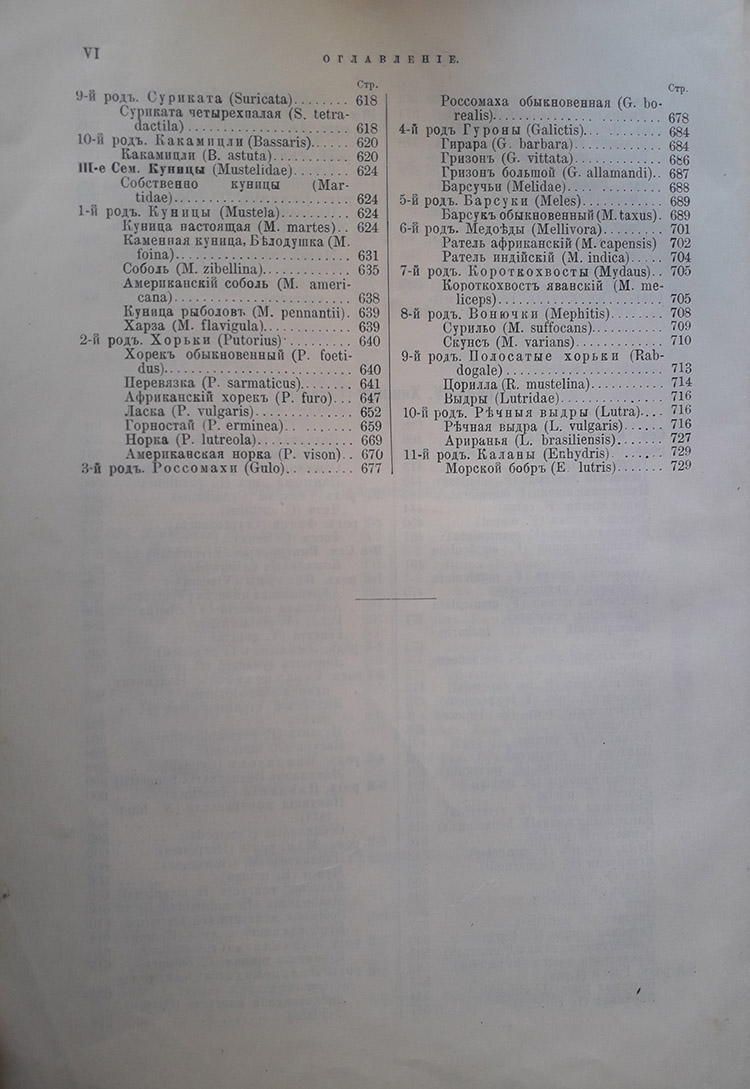 VI
ОГЛАВЛЕНІЕ.
Стр.
9-й родъ. Суриката (Suricata)........ 618
Суриката четырехпалая (S. tetra-
dactila) ....................... 618
10-й родъ. Какамицли (Bassaris)...... 620
Какамицли (B. astuta)........... 620
III-е Сем. Куницы (Mustelidae)........ 624
Собственно куницы (Mar-
tidae)......................... 624
1-й родъ. Куницы (Mustela).......... 624
Куница настоящая (M. martes).. 624
Каменная куница, Бѣлодушка (M.
foina)......................... 631
Соболь (M. zibellina)............ 635
Американскій соболь (M. ameri-
cana).......................... 638
Куница рыболовъ (M. pennantii). 639
Харза (M. flavigula)............ 639
2-й родъ. Хорьки (Putorius).......... 640
Хорекъ обыкновенный (P. foeti-
dus)........................... 640
Перевязка (P. sarmaticus)....... 641
Африканскій хорекъ (P. furo)... 647
Ласка (P. vulgaris)............. 652
Горностай (P. erminea).......... 659
Норка (P. lutreola)............. 669
Американская норка (P. vison).. 670
3-й родъ. Россомахи (Gulo).......... 677
Стр.
Россомаха обыкновенная (G. bo-
realis)......................... 678
4-й родъ Гуроны (Galictis)........... 684
Гирара (G. barbara)............. 684
Гризонъ (G. vittata)............ 686
Гризонъ большой (G. allamandi).. 687
Барсучьи (Melidae)............. 688
5-й родъ. Барсуки (Meles)........... 689
Барсукъ обыкновенный (M. taxus). 689
6-й родъ. Медоѣды (Mellivora)....... 701
Ратель африканскій (M. capensis) 702
Ратель индійскій (M. indica)..... 704
7-й родъ. Короткохвосты (Mydaus).. 705
Короткохвостъ яванскій (M. me-
liceps)......................... 705
8-й родъ. Вонючки (Mephitis)........ 708
Сурильо (M. suffocans).......... 709
Скунсъ (M. varians)............ 710
9-й родъ. Полосатые хорьки (Rab-
dogale) ....................... 713
Цорилла (R. mustelina).......... 714
Выдры (Lutridae)............... 716
10-й родъ. Рѣчныя выдры (Lutra).... 716
Рѣчная выдра (L. vulgaris)...... 716
Ариранья (L. brasiliensis)....... 727
11-й родъ. Каланы (Enhydris) ...... 729
Морской бобръ (E. lutris)....... 729